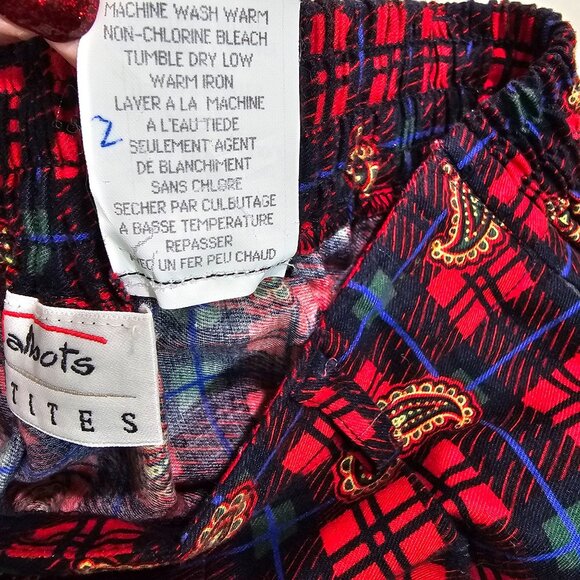 MACHINE WASH WARM
NON-CHLORINE BLEACH
TUMBLE DRY LOW
WARM IRON
LAVER A LA MACHINE
A L'EAU TIEDE
SEULEMENT AGENT
DE BLANCHIMENT
SANS CHLORE
SECHER PAR CULBUTAGE
A BASSE TEMPERATURE
REPASSER
UN FER PEU CHAUD
2
albots
TITES